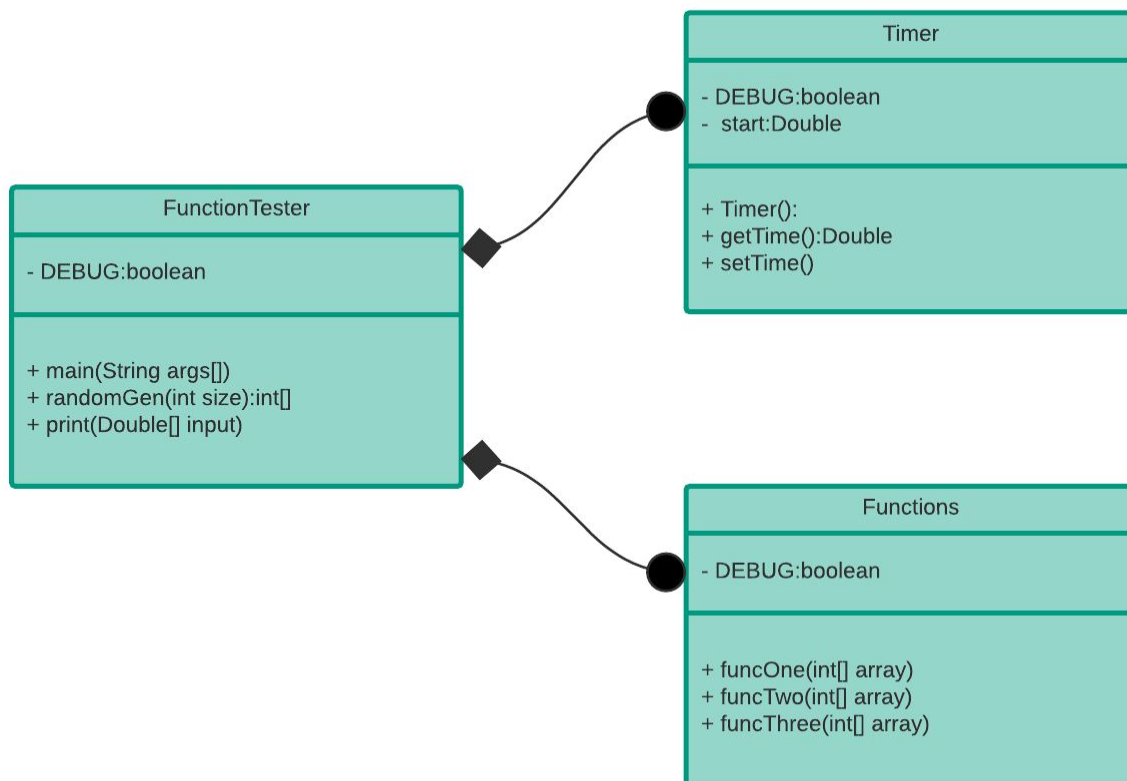 Timer
- DEBUG:boolean
- start:Double
+ Timer():
+ getTime():Double
+ setTime()
FunctionTester
- DEBUG:boolean
+ main(String args[])
+ randomGen(int size):int[]
+ print(Double[] input)
Functions
- DEBUG:boolean
+ funcOne(int[] array)
+ funcTwo(int[] array)
+ funcThree(int[] array)